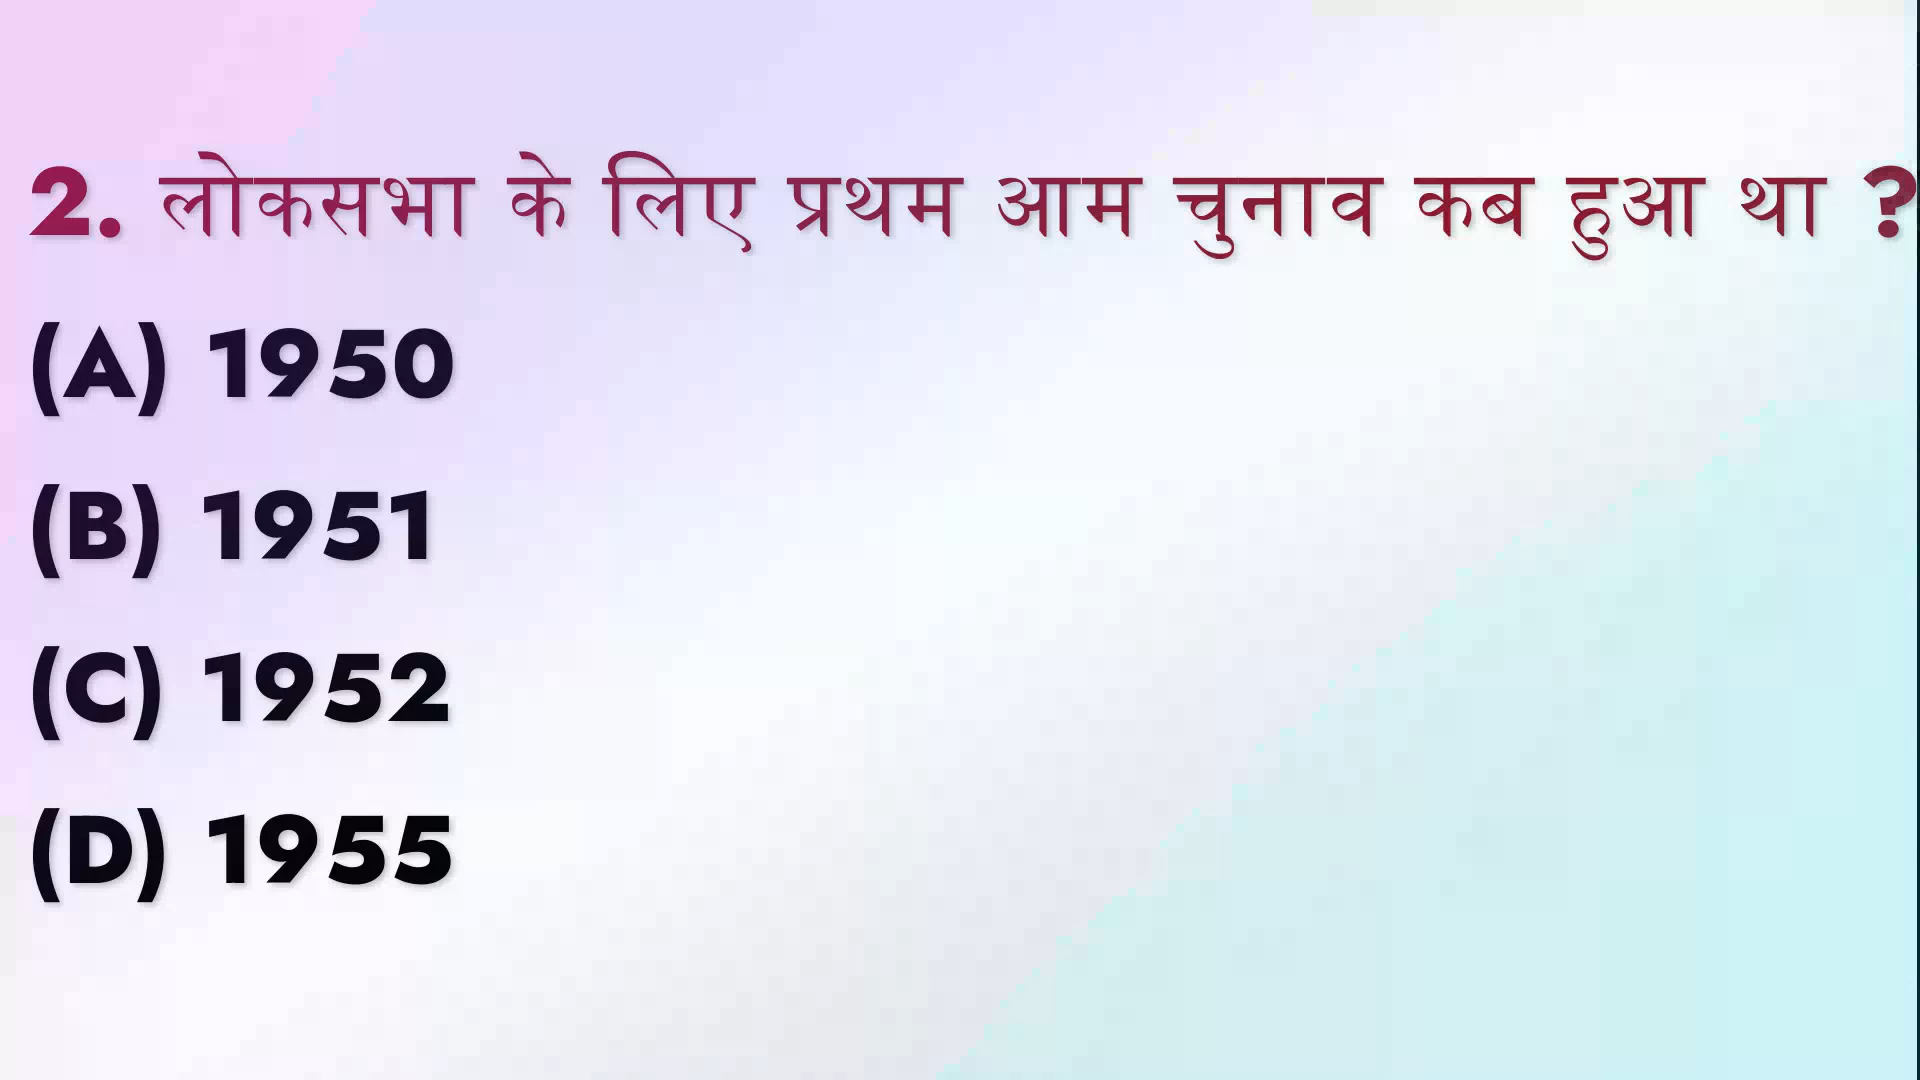 2. लोकसभा के लिए प्रथम आम चुनाव कब हुआ था ?
(A) 1950
(B) 1951
(C) 1952
(D) 1955